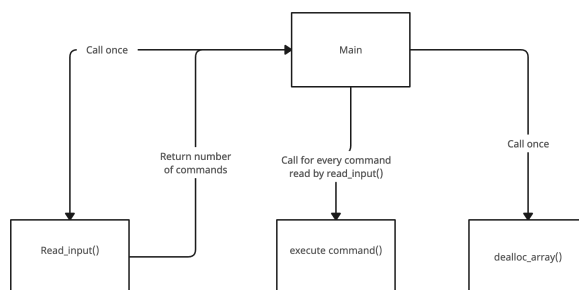 Call once
Main
Return number
of commands
Call for every command
read by read_input()
Call once
Read_input()
execute command()
dealloc_array()